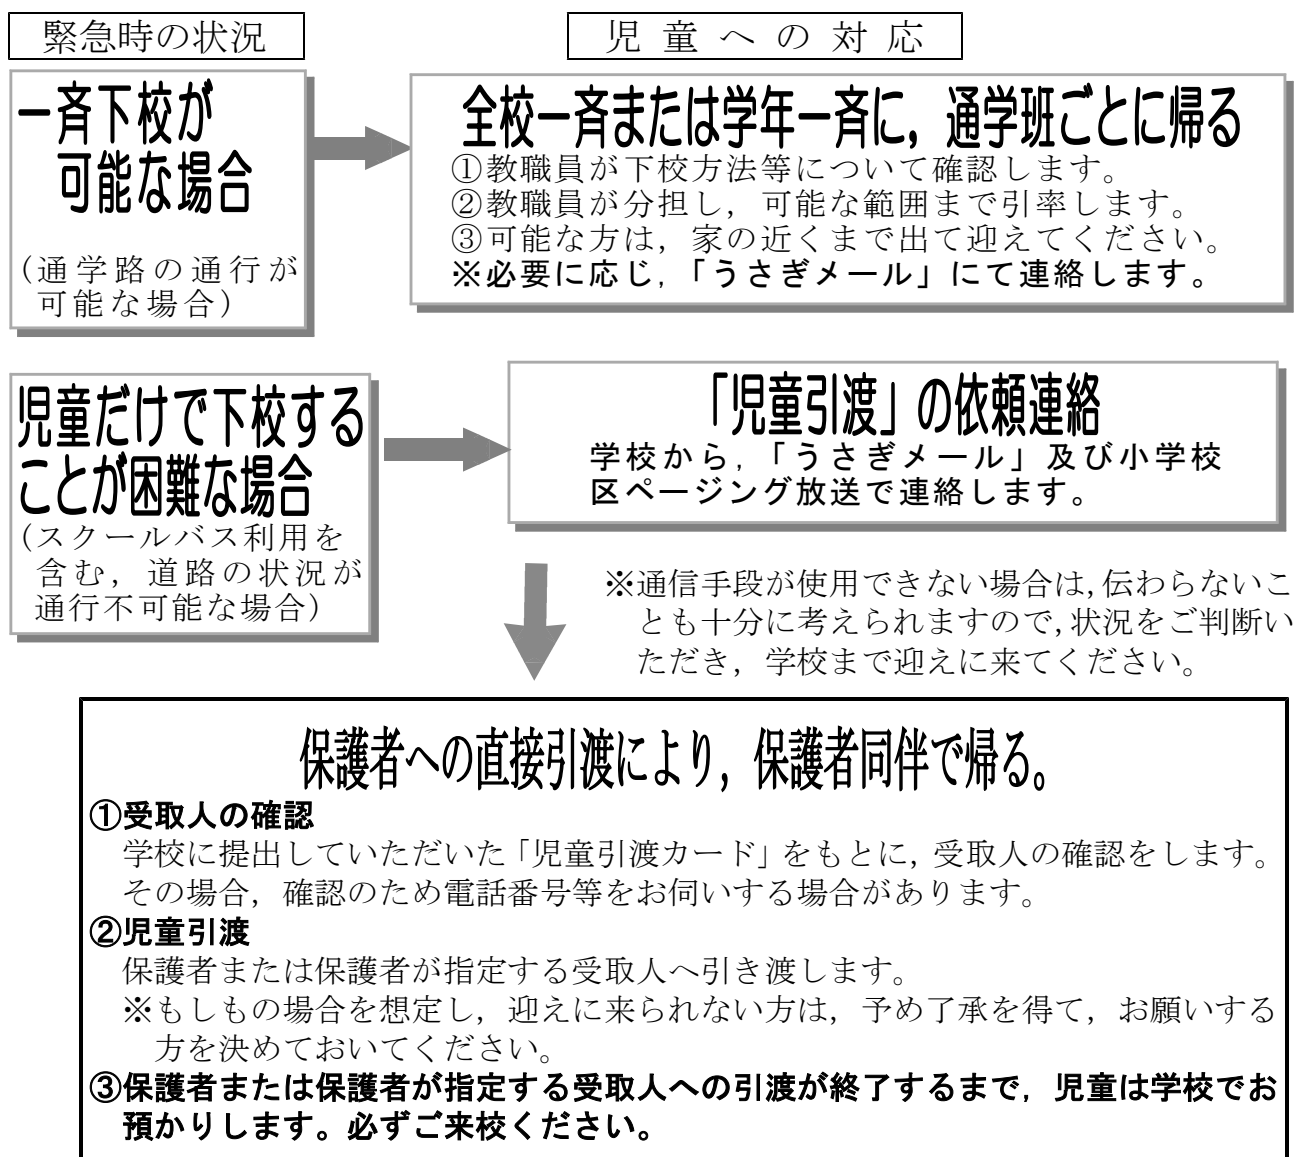 緊急時の状況
児童への対応
一斉下校が
可能な場合
(通学路の通行が
可能な場合)
全校一斉または学年一斉に，通学班ごとに帰る
①教職員が下校方法等について確認します。
②教職員が分担し，可能な範囲まで引率します。
③可能な方は，家の近くまで出て迎えてください。
※必要に応じ，「うさぎメール」にて連絡します。
児童だけで下校する
ことが困難な場合
(スクールバス利用を
含む，道路の状況が
通行不可能な場合)
「児童引渡」の依頼連絡
学校から，「うさぎメール」及び小学校
区ページング放送で連絡します。
※通信手段が使用できない場合は，伝わらないこ
とも十分に考えられますので，状況をご判断い
ただき，学校まで迎えに来てください。
保護者への直接引渡により，保護者同伴で帰る。
①受取人の確認
学校に提出していただいた「児童引渡カード」をもとに，受取人の確認をします。
その場合，確認のため電話番号等をお伺いする場合があります。
②児童引渡
保護者または保護者が指定する受取人へ引き渡します。
※もしもの場合を想定し，迎えに来られない方は，予め了承を得て，お願いする
方を決めておいてください。
③保護者または保護者が指定する受取人への引渡が終了するまで，児童は学校でお
預かりします。必ずご来校ください。